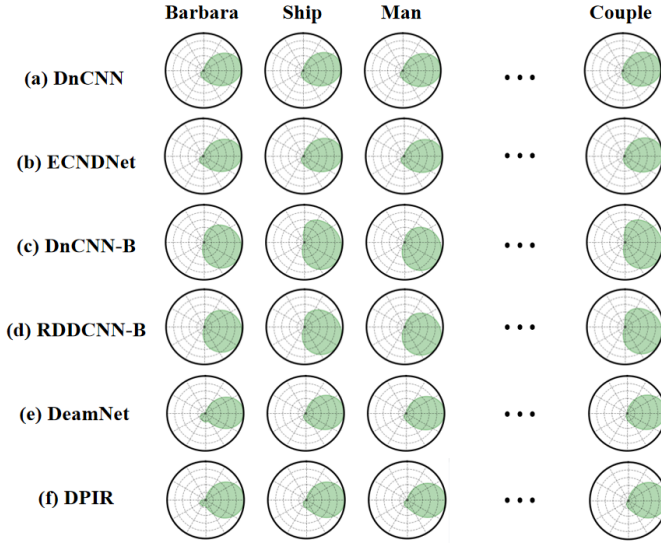 Barbara Ship Man Couple
(a) DnCNN ...
(b) ECNDNet ...
(c) DnCNN-B ...
(d) RDDCNN-B ...
(e) DeamNet ...
(f) DPIR ...